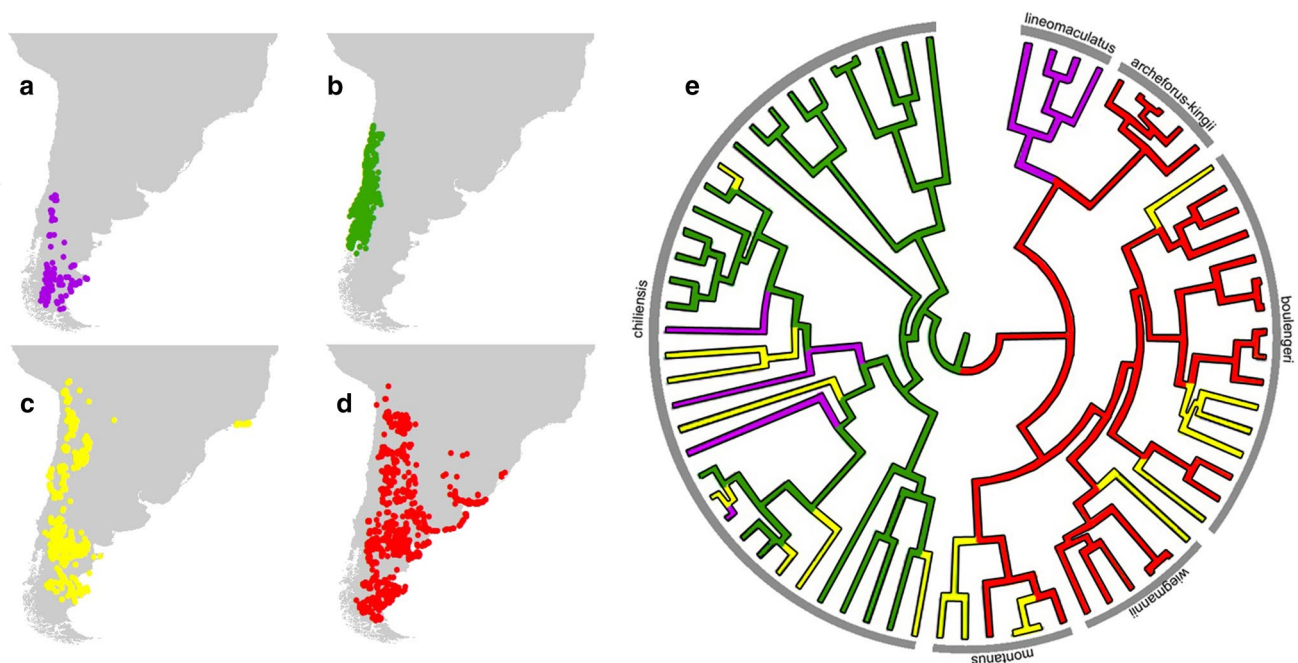 a
b
c
d
e
lineomaculatus
archeforus-kingii
boulengeri
wiegmannii
montanus
chiliensis